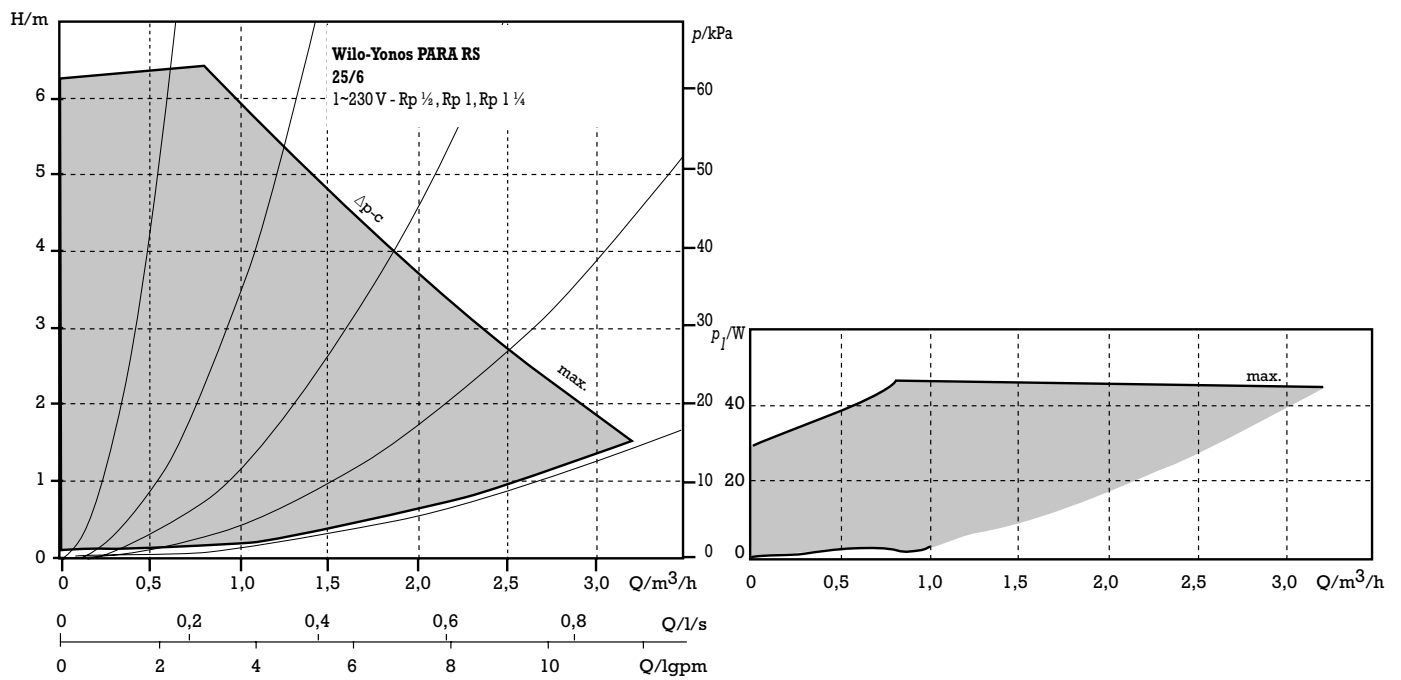 H/m
p/kPa
Wilo-Yonos PARA RS
25/6
1~230 V - Rp ½, Rp 1, Rp 1 ¼
6
5
4
3
2
1
0
60
50
40
30
20
10
0
Δp-c
max.
0 0,5 1,0 1,5 2,0 2,5 3,0 Q/m³/h
0 0,2 0,4 0,6 0,8 Q/l/s
0 2 4 6 8 10 Q/lgpm
p₁/W
max.
40
20
0
0 0,5 1,0 1,5 2,0 2,5 3,0 Q/m³/h